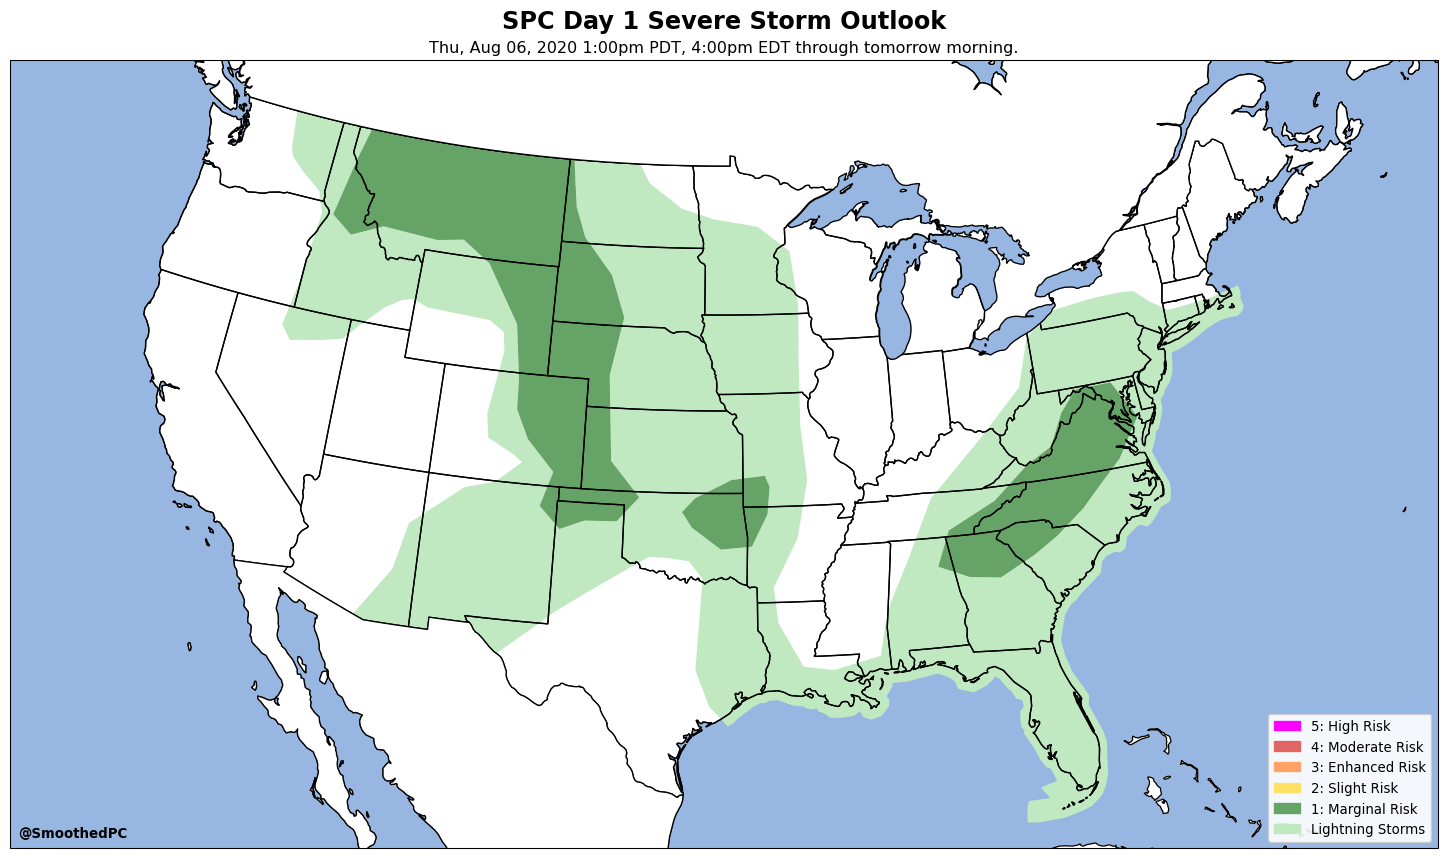 SPC Day 1 Severe Storm Outlook
Thu, Aug 06, 2020 1:00pm PDT, 4:00pm EDT through tomorrow morning.
5: High Risk
4: Moderate Risk
3: Enhanced Risk
2: Slight Risk
1: Marginal Risk
Lightning Storms
@SmoothedPC